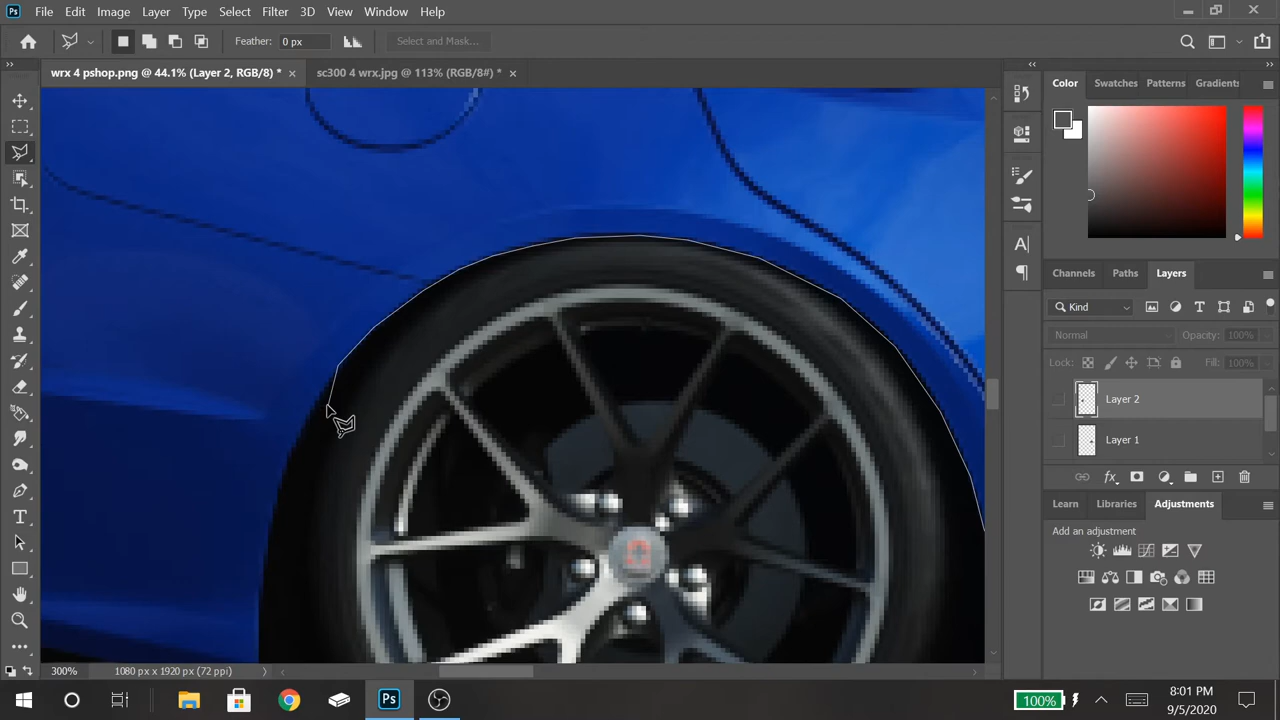 Ps File Edit Image Layer Type Select Filter 3D View Window Help
Feather: 0 px Select and Mask...
wrx 4 pshop.png @ 44.1% (Layer 2, RGB/8) * × sc300 4 wrx.jpg @ 113% (RGB/8#) * ×
Color Swatches Patterns Gradients
Channels Paths Layers
Kind
Normal Opacity: 100%
Lock: Fill: 100%
Layer 2
Layer 1
fx
Learn Libraries Adjustments
Add an adjustment
300% 1080 px x 1920 px (72 ppi)
Ps 100% 8:01 PM
9/5/2020